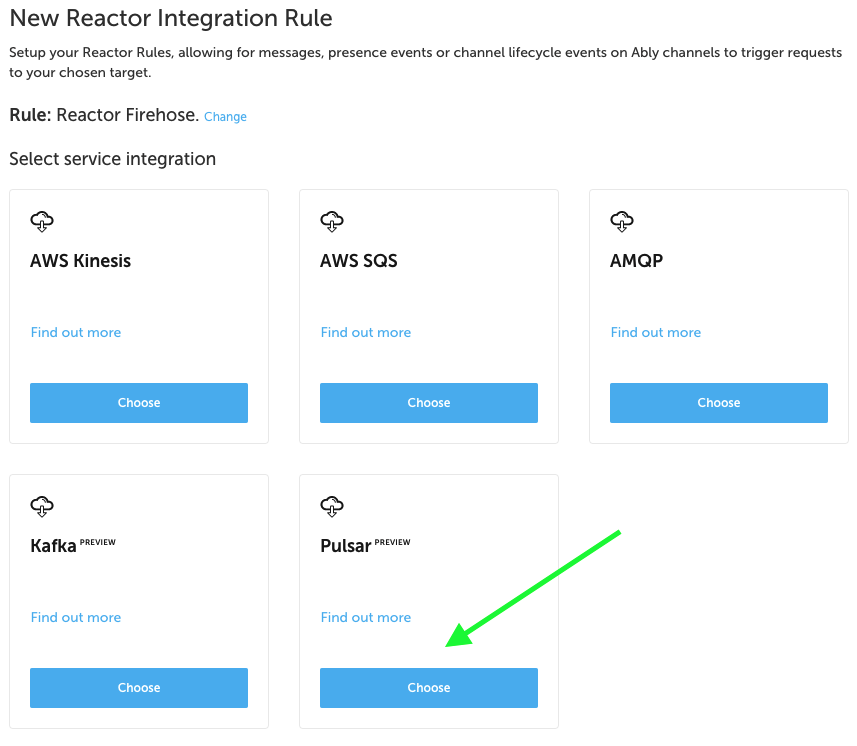 New Reactor Integration Rule
Setup your Reactor Rules, allowing for messages, presence events or channel lifecycle events on Ably channels to trigger requests
to your chosen target.
Rule: Reactor Firehose. Change
Select service integration
AWS Kinesis
Find out more
Choose
AWS SQS
Find out more
Choose
AMQP
Find out more
Choose
Kafka PREVIEW
Find out more
Choose
Pulsar PREVIEW
Find out more
Choose